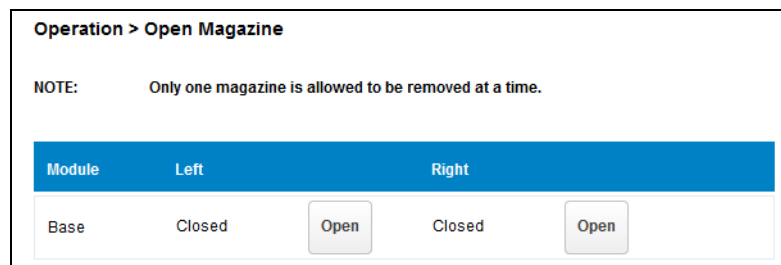 Operation > Open Magazine
NOTE: Only one magazine is allowed to be removed at a time.
Module Left Right
Base Closed Open Closed Open